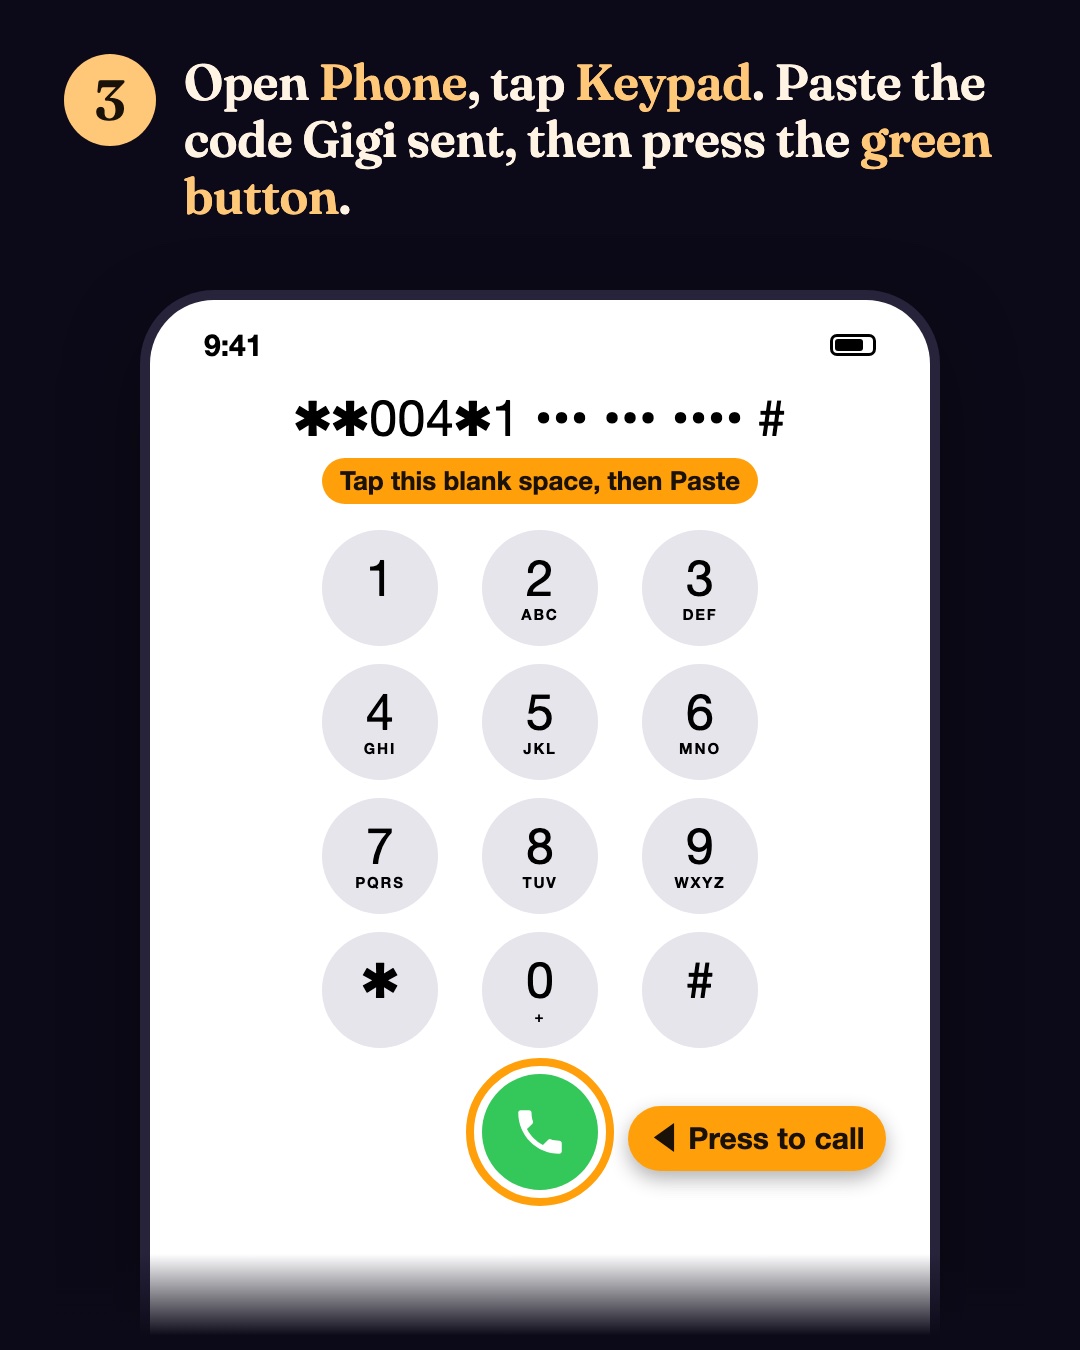 3
Open Phone, tap Keypad. Paste the
code Gigi sent, then press the green
button.
9:41
✱✱004✱1 ••• ••• •••• #
Tap this blank space, then Paste
1
2
ABC
3
DEF
4
GHI
5
JKL
6
MNO
7
PQRS
8
TUV
9
WXYZ
✱
0
+
#
Press to call